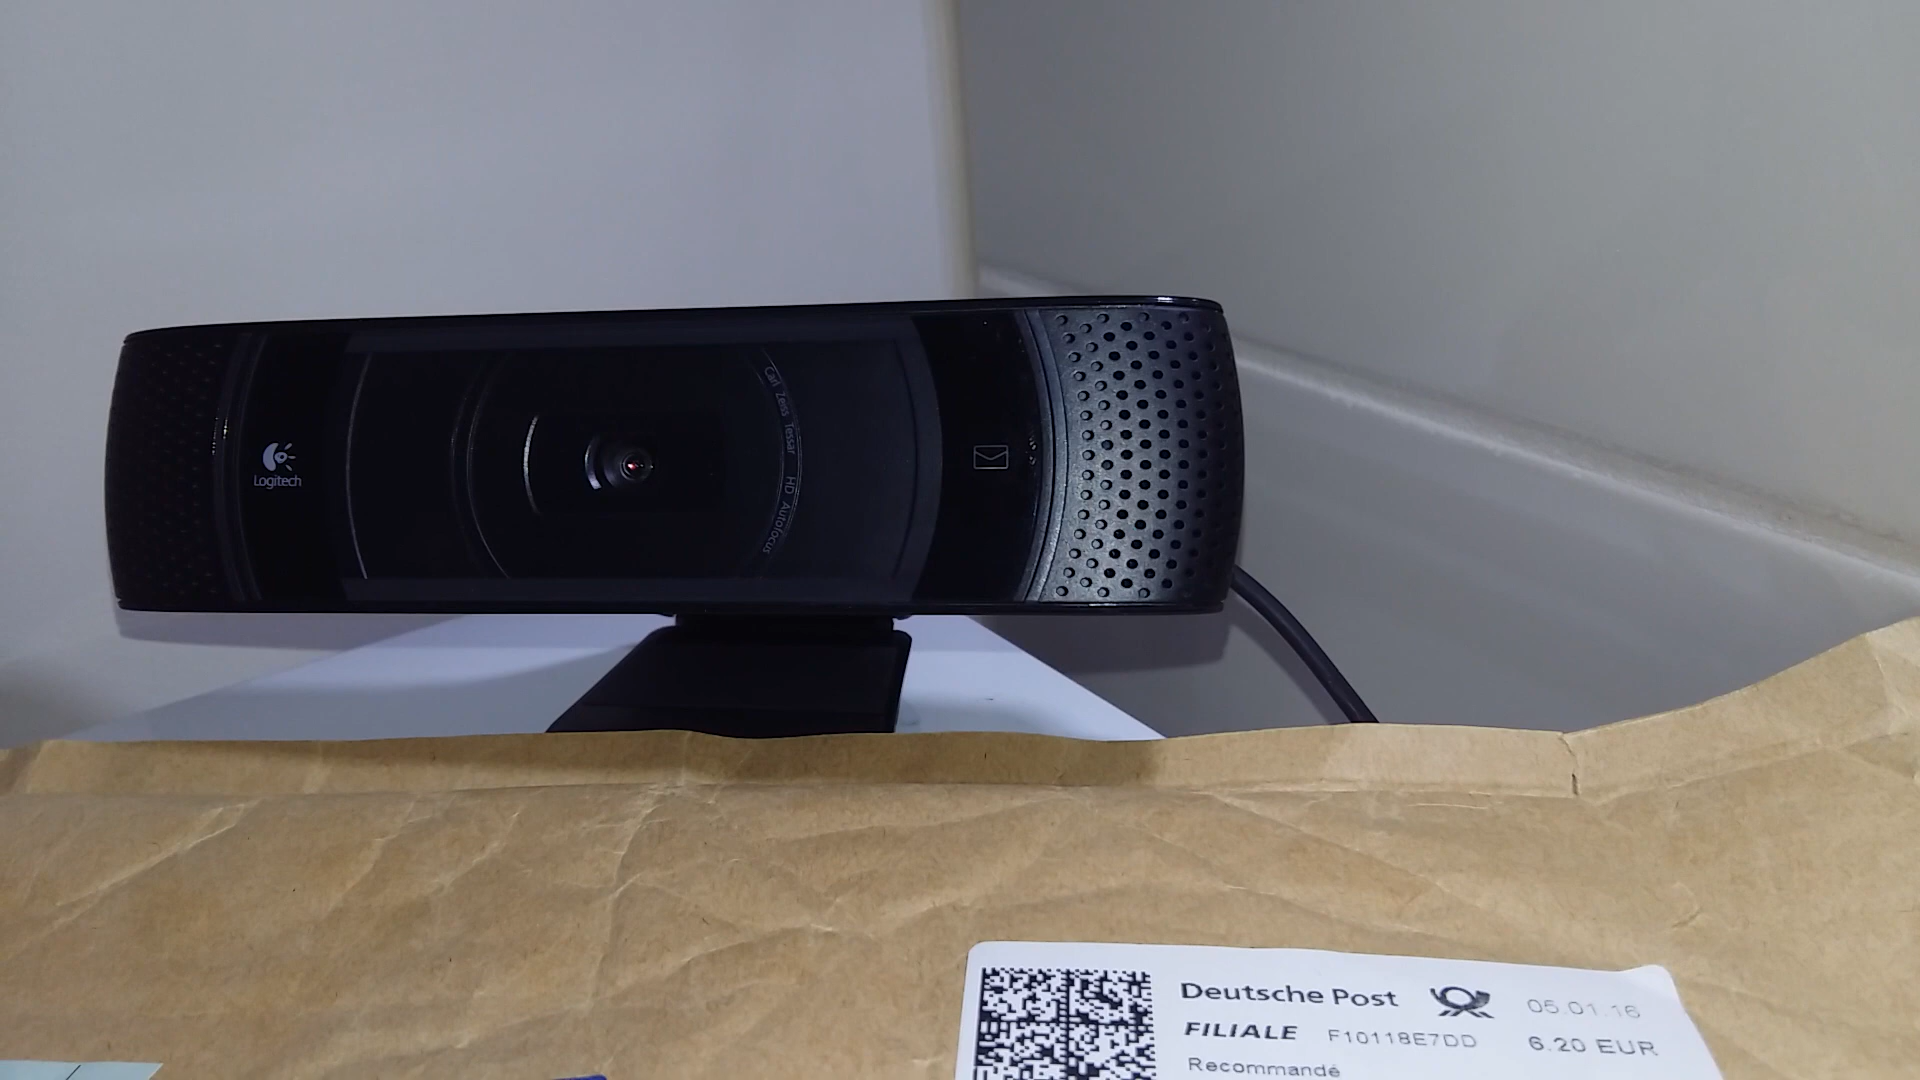 Logitech
Carl Zeiss Tessar HD Autofocus
Deutsche Post
05.01.16
FILIALE F10118E7DD
6.20 EUR
Recommandé